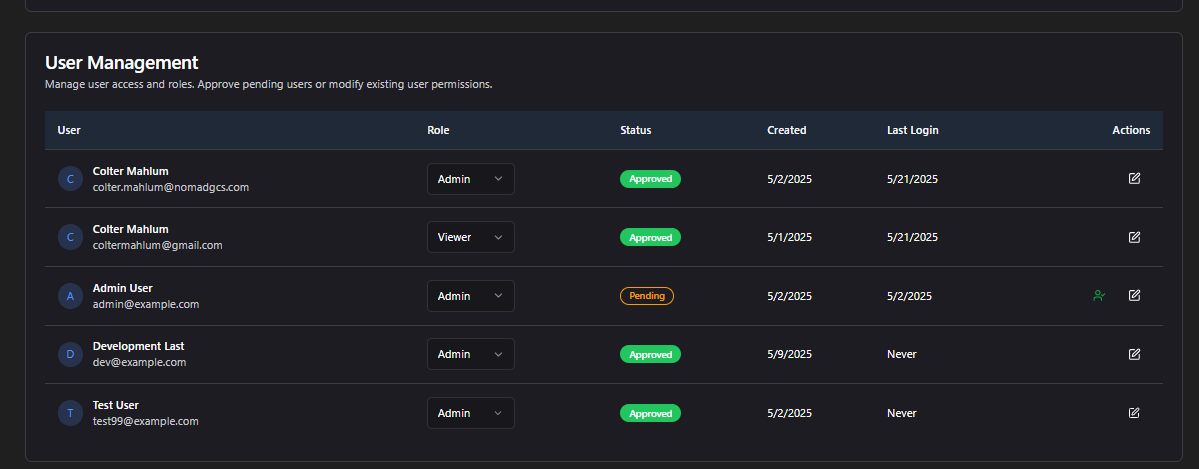 User Management
Manage user access and roles. Approve pending users or modify existing user permissions.
User Role Status Created Last Login Actions
C Colter Mahlum
colter.mahlum@nomadgcs.com Admin Approved 5/2/2025 5/21/2025
C Colter Mahlum
coltermahlum@gmail.com Viewer Approved 5/1/2025 5/21/2025
A Admin User
admin@example.com Admin Pending 5/2/2025 5/2/2025
D Development Last
dev@example.com Admin Approved 5/9/2025 Never
T Test User
test99@example.com Admin Approved 5/2/2025 Never